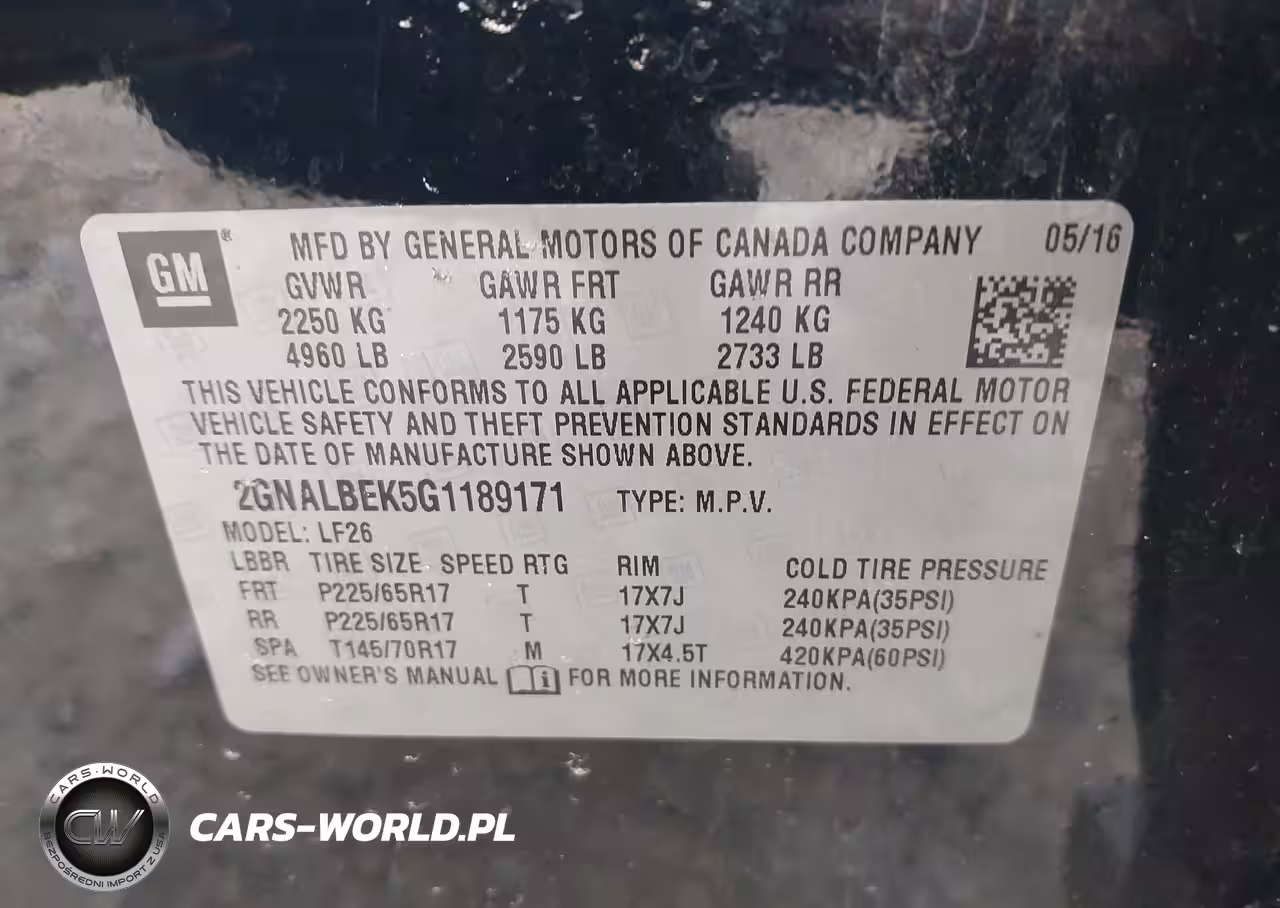 GM®
MFD BY GENERAL MOTORS OF CANADA COMPANY 05/16
GVWR GAWR FRT GAWR RR
2250 KG 1175 KG 1240 KG
4960 LB 2590 LB 2733 LB
THIS VEHICLE CONFORMS TO ALL APPLICABLE U.S. FEDERAL MOTOR
VEHICLE SAFETY AND THEFT PREVENTION STANDARDS IN EFFECT ON
THE DATE OF MANUFACTURE SHOWN ABOVE.
2GNALBEK5G1189171 TYPE: M.P.V.
MODEL: LF26
LBBR TIRE SIZE SPEED RTG RIM COLD TIRE PRESSURE
FRT P225/65R17 T 17X7J 240KPA(35PSI)
RR P225/65R17 T 17X7J 240KPA(35PSI)
SPA T145/70R17 M 17X4.5T 420KPA(60PSI)
SEE OWNER'S MANUAL i FOR MORE INFORMATION.
CARS-WORLD
CW
BEZPOŚREDNI IMPORT Z USA
CARS-WORLD.PL